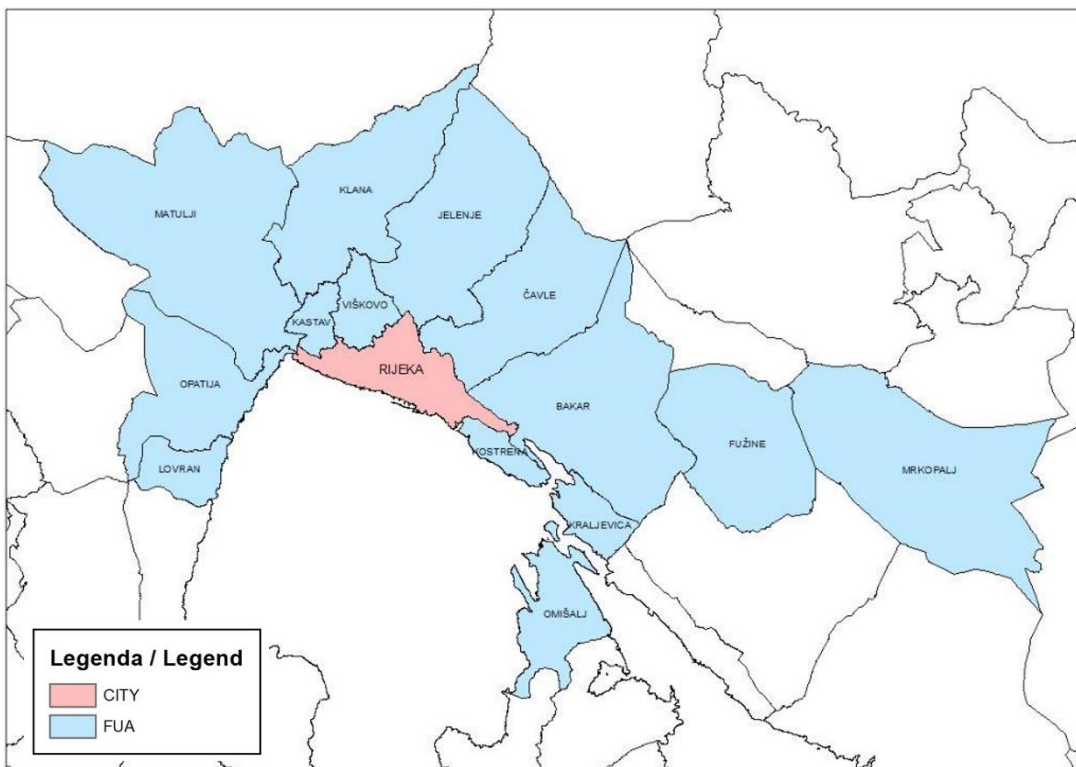 KLANA
MATULJI
JELENJE
ČAVLE
VIŠKOVO
KASTAV
RIJEKA
OPATIJA
BAKAR
FUŽINE
KOSTRENA
LOVRAN
MRKOPALJ
KRALJEVICA
OMIŠALJ
Legenda / Legend
CITY
FUA